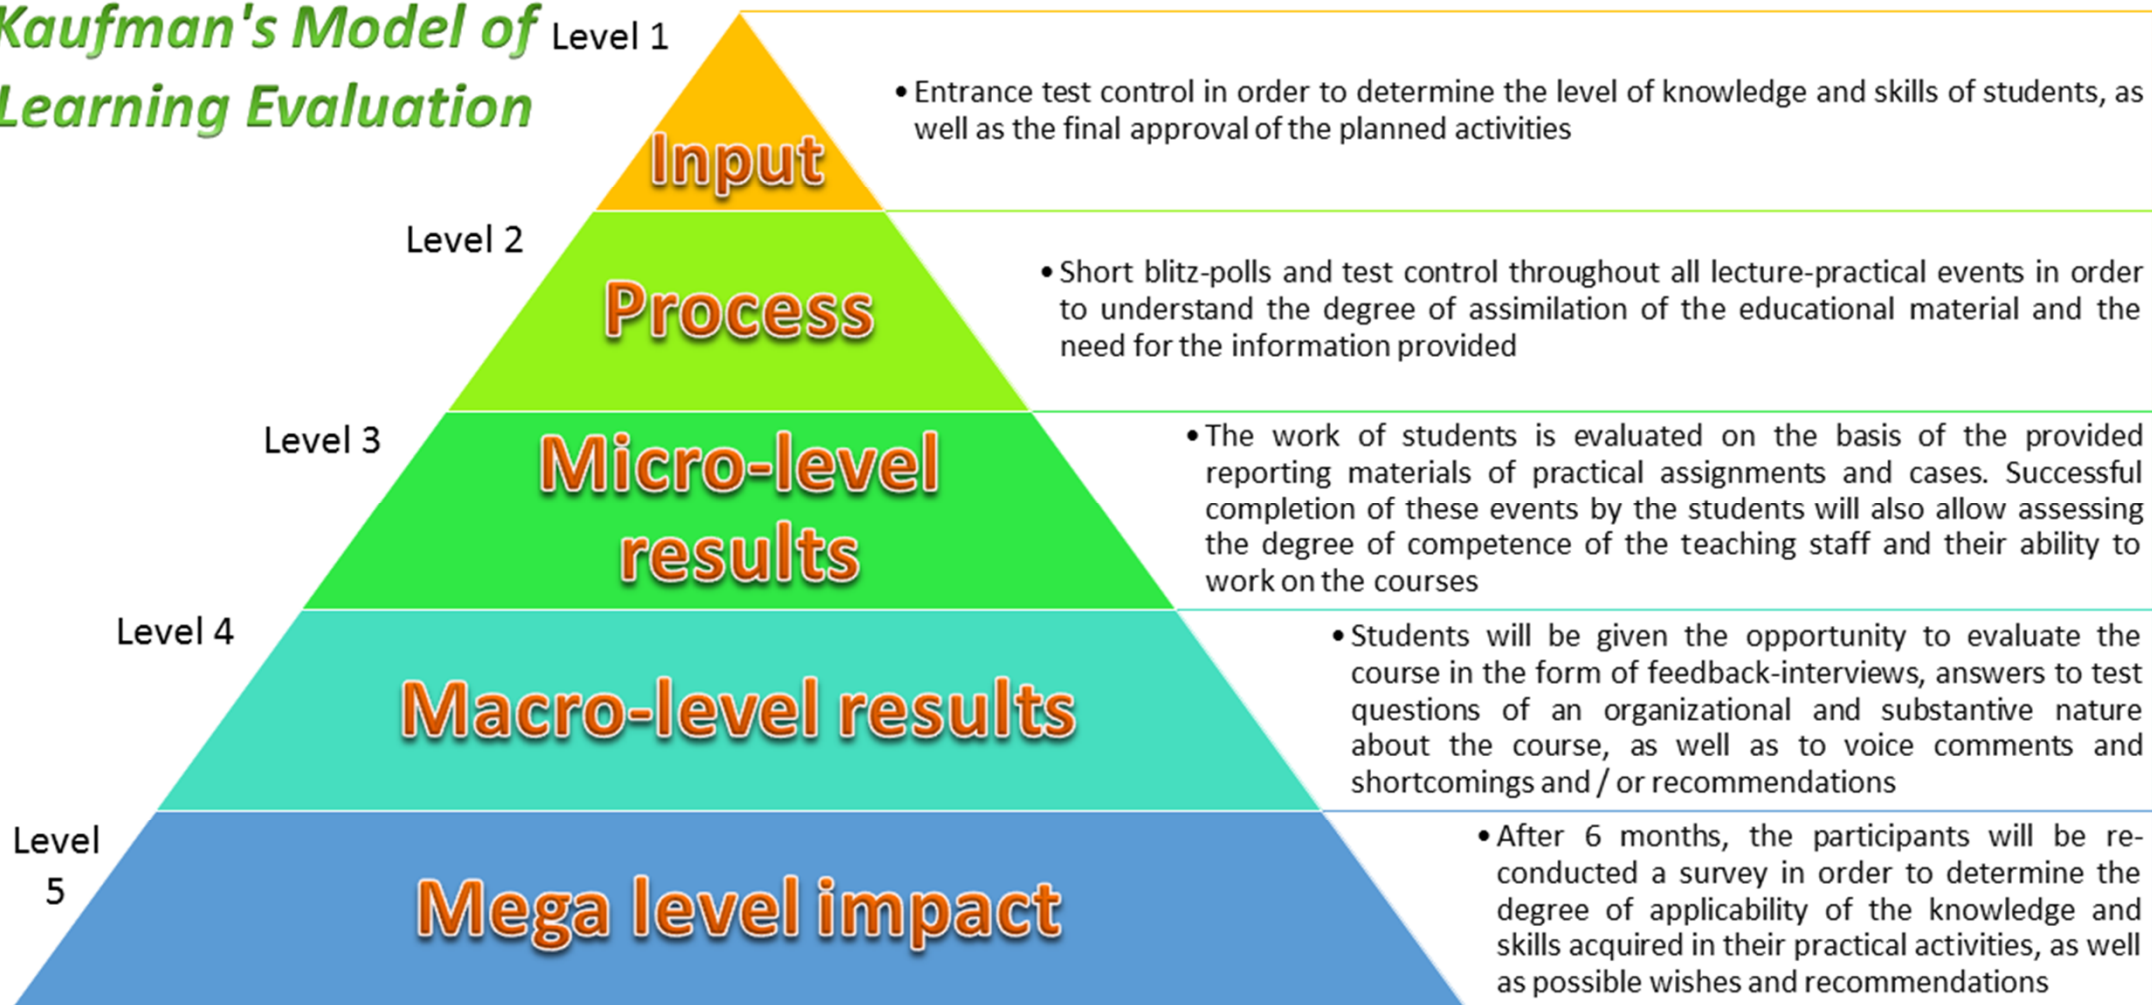 Kaufman's Model of
Learning Evaluation
Level 1
Input
• Entrance test control in order to determine the level of knowledge and skills of students, as
well as the final approval of the planned activities
Level 2
Process
• Short blitz-polls and test control throughout all lecture-practical events in order
to understand the degree of assimilation of the educational material and the
need for the information provided
Level 3
Micro-level
results
• The work of students is evaluated on the basis of the provided
reporting materials of practical assignments and cases. Successful
completion of these events by the students will also allow assessing
the degree of competence of the teaching staff and their ability to
work on the courses
Level 4
Macro-level results
• Students will be given the opportunity to evaluate the
course in the form of feedback-interviews, answers to test
questions of an organizational and substantive nature
about the course, as well as to voice comments and
shortcomings and / or recommendations
Level
5
Mega level impact
• After 6 months, the participants will be re-
conducted a survey in order to determine the
degree of applicability of the knowledge and
skills acquired in their practical activities, as well
as possible wishes and recommendations